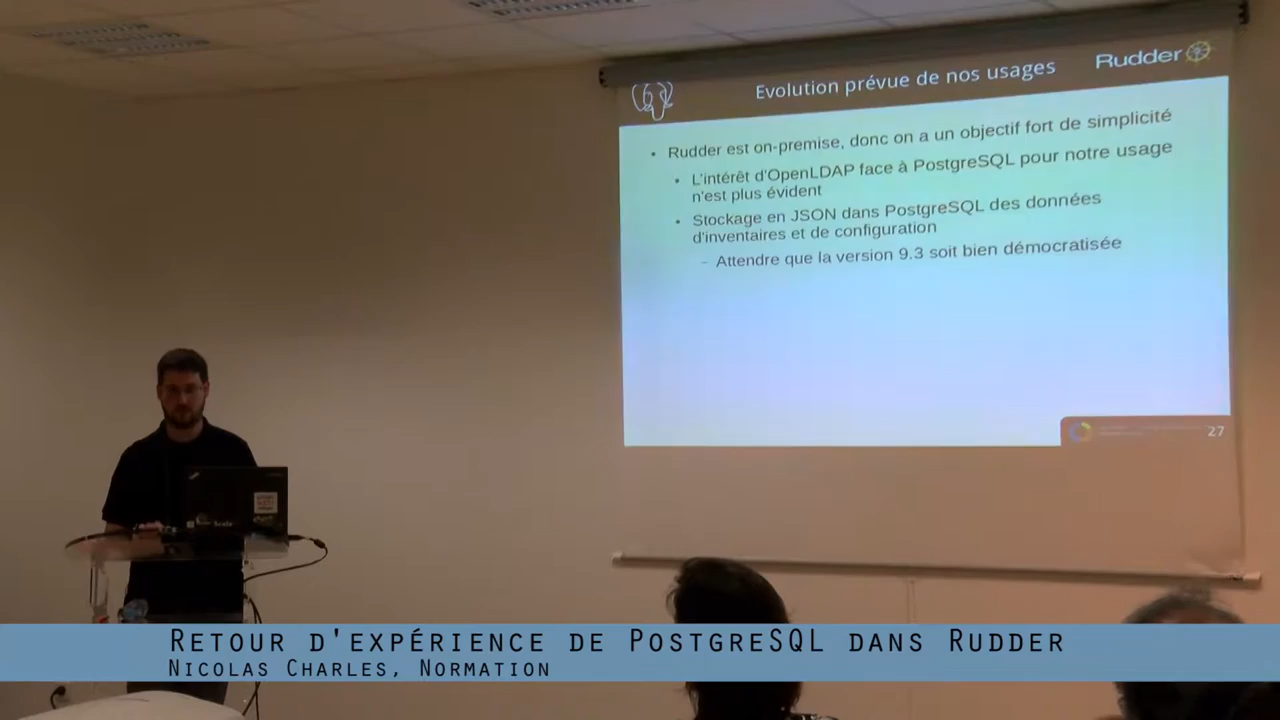 Evolution prévue de nos usages
Rudder
• Rudder est on-premise, donc on a un objectif fort de simplicité
• L'intérêt d'OpenLDAP face à PostgreSQL pour notre usage
n'est plus évident
• Stockage en JSON dans PostgreSQL des données
d'inventaires et de configuration
– Attendre que la version 9.3 soit bien démocratisée
27
RETOUR D'EXPÉRIENCE DE POSTGRESQL DANS RUDDER
NICOLAS CHARLES, NORMATION